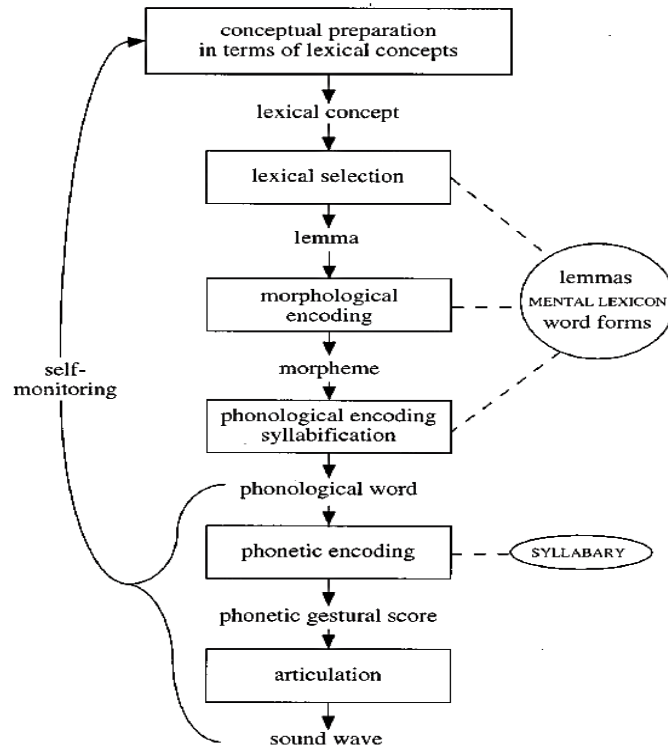 conceptual preparation
in terms of lexical concepts
lexical concept
lexical selection
lemma
lemmas
MENTAL LEXICON
word forms
morphological
encoding
self-
monitoring
morpheme
phonological encoding
syllabification
phonological word
phonetic encoding
SYLLABARY
phonetic gestural score
articulation
sound wave